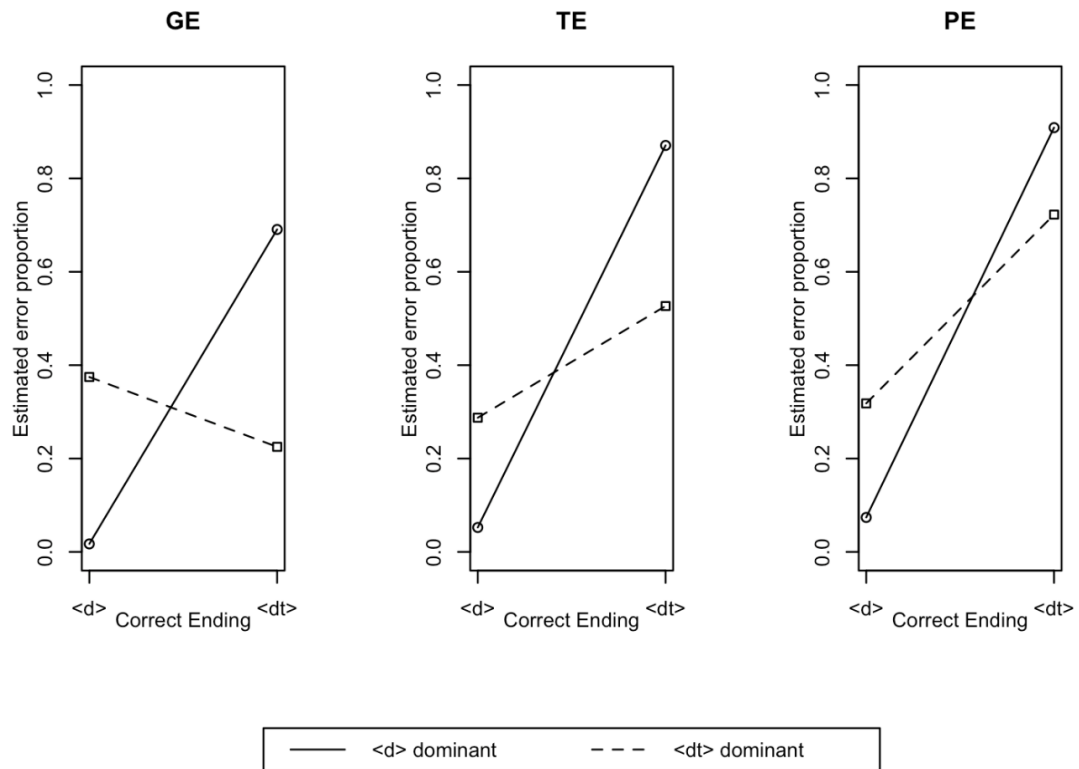 GE
Estimated error proportion
0.0 0.2 0.4 0.6 0.8 1.0
<d> <dt>
Correct Ending
TE
Estimated error proportion
0.0 0.2 0.4 0.6 0.8 1.0
<d> <dt>
Correct Ending
PE
Estimated error proportion
0.0 0.2 0.4 0.6 0.8 1.0
<d> <dt>
Correct Ending
<d> dominant <dt> dominant